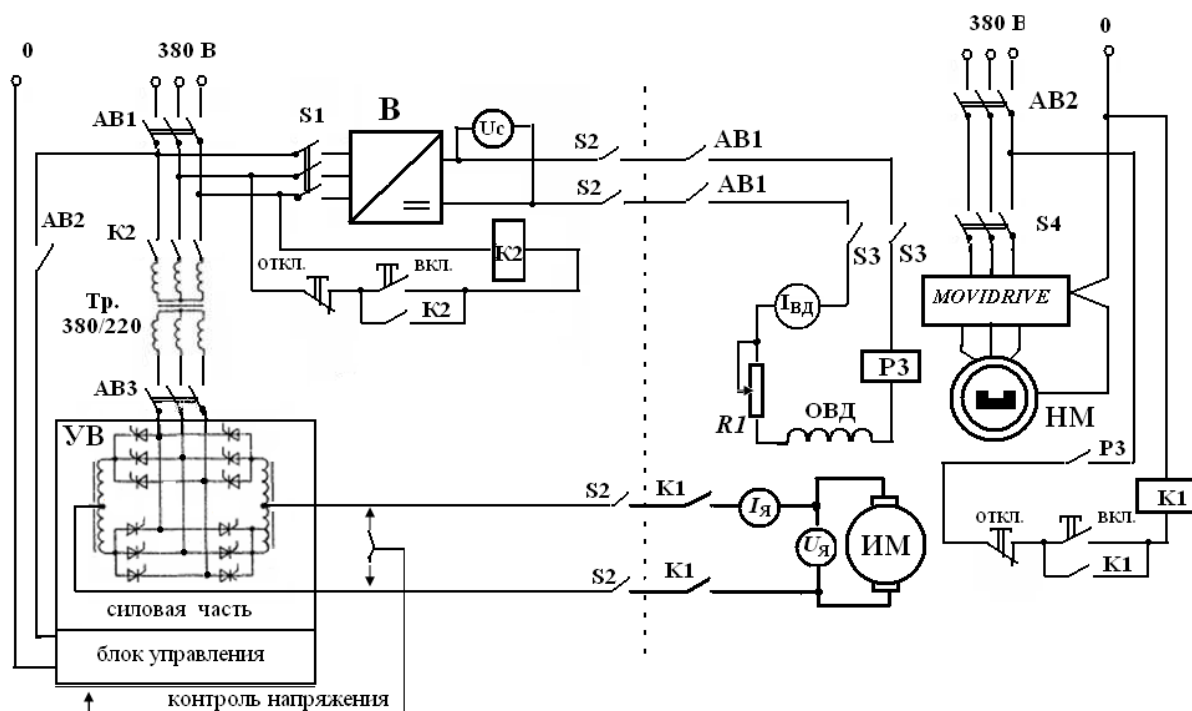 0
380 В
380 В
0
АВ1
S1
В
Uc
S2
АВ1
АВ2
S2
АВ1
АВ2
К2
К2
S3
S3
S4
откл.
вкл.
К2
Тр.
380/220
IВД
MOVIDRIVE
Р3
АВ3
R1
ОВД
НМ
УВ
Р3
S2
К1
IЯ
К1
откл.
вкл.
UЯ
ИМ
К1
S2
К1
силовая часть
блок управления
контроль напряжения